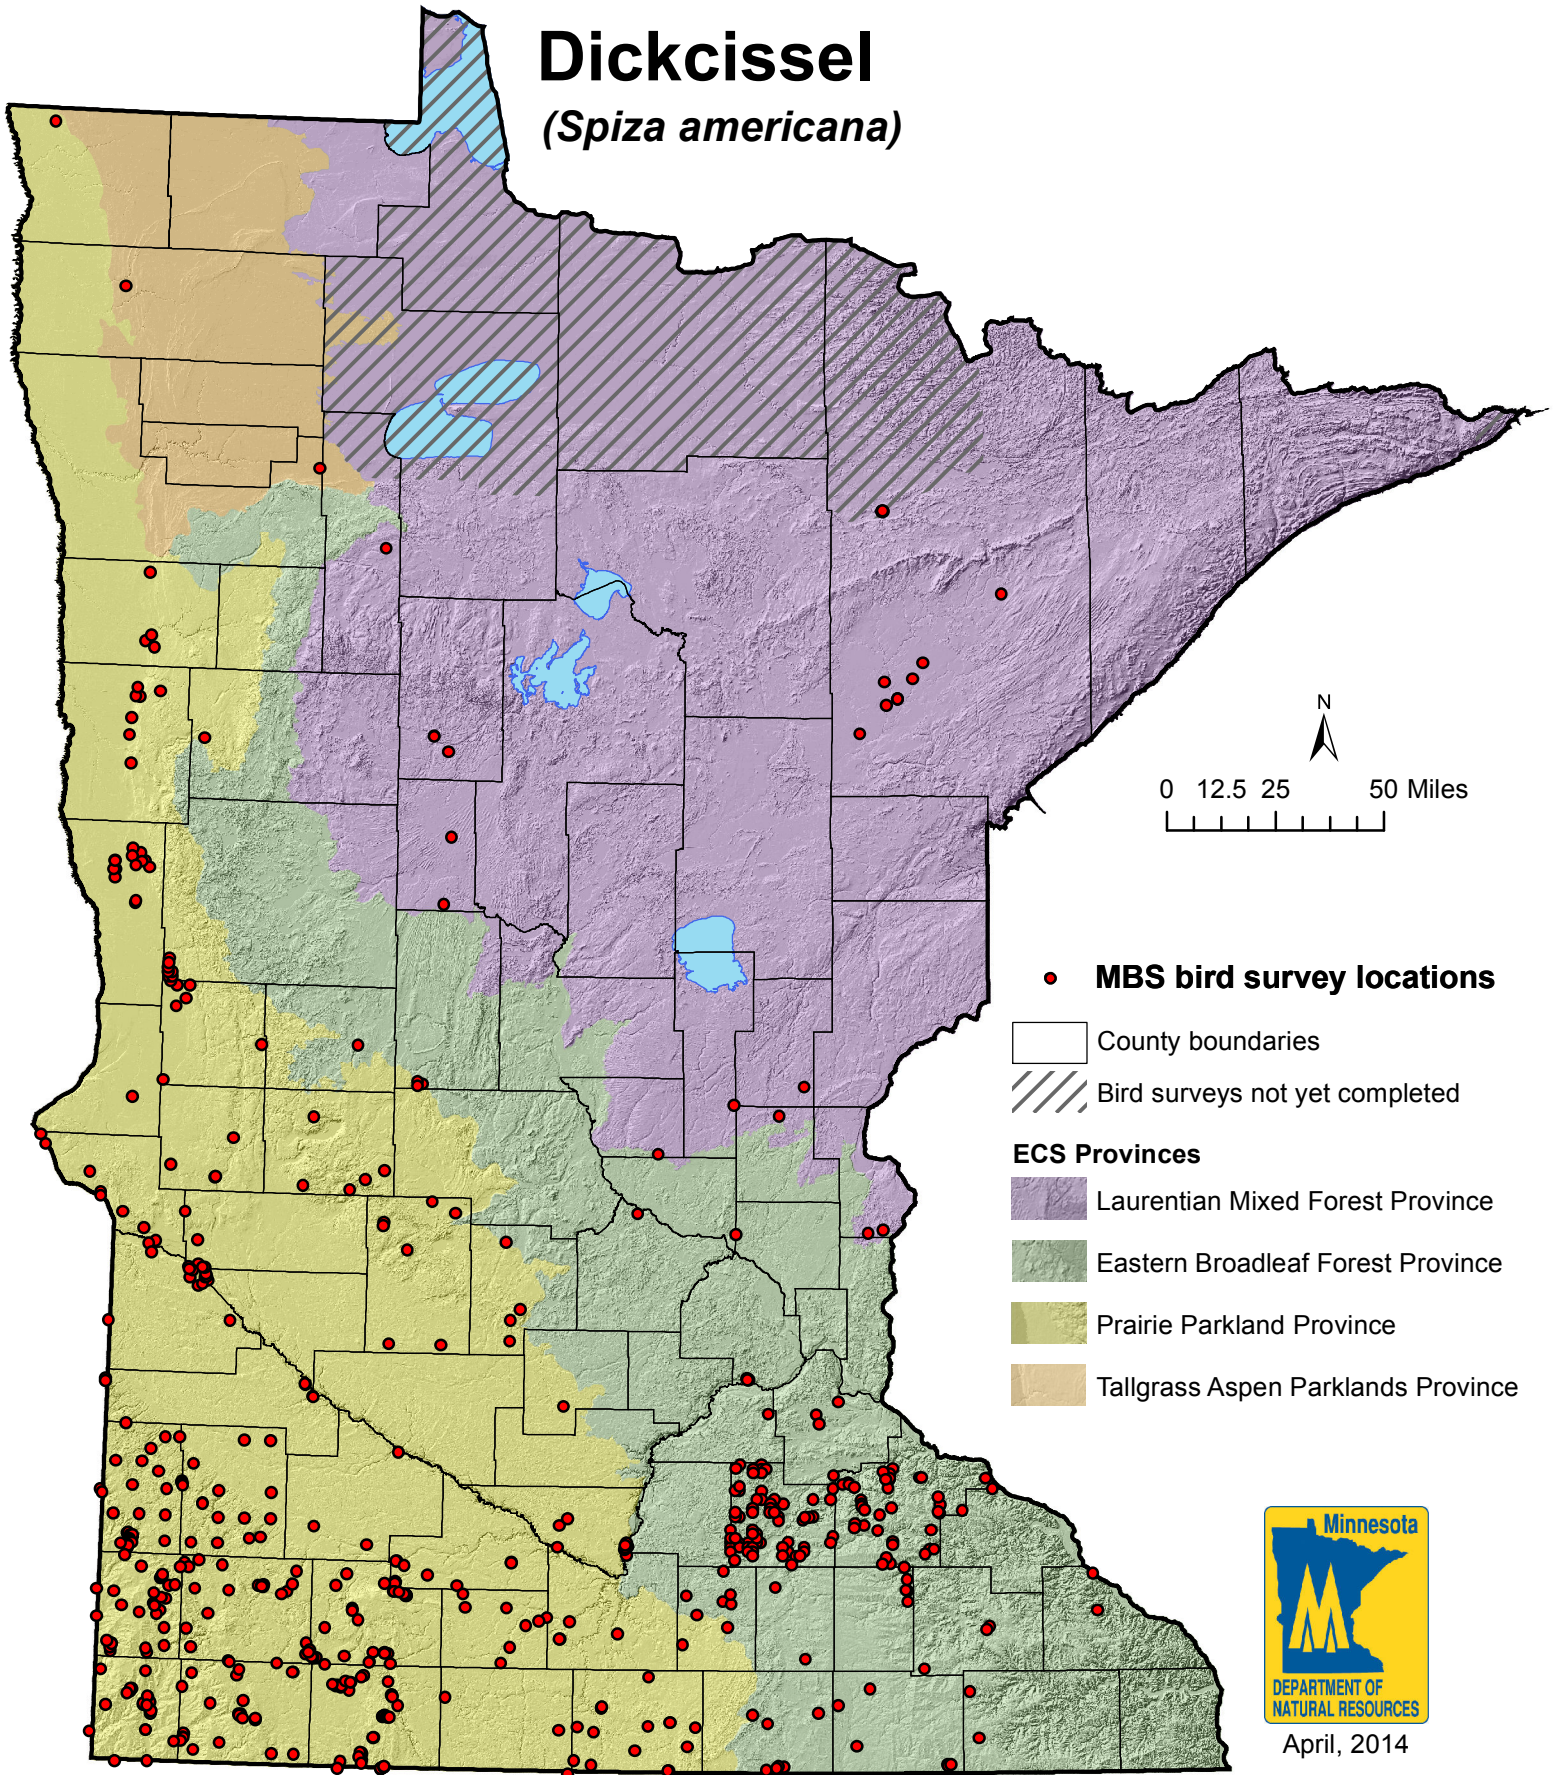 Dickcissel
(Spiza americana)
N
0 12.5 25 50 Miles
MBS bird survey locations
County boundaries
Bird surveys not yet completed
ECS Provinces
Laurentian Mixed Forest Province
Eastern Broadleaf Forest Province
Prairie Parkland Province
Tallgrass Aspen Parklands Province
Minnesota
DEPARTMENT OF
NATURAL RESOURCES
April, 2014